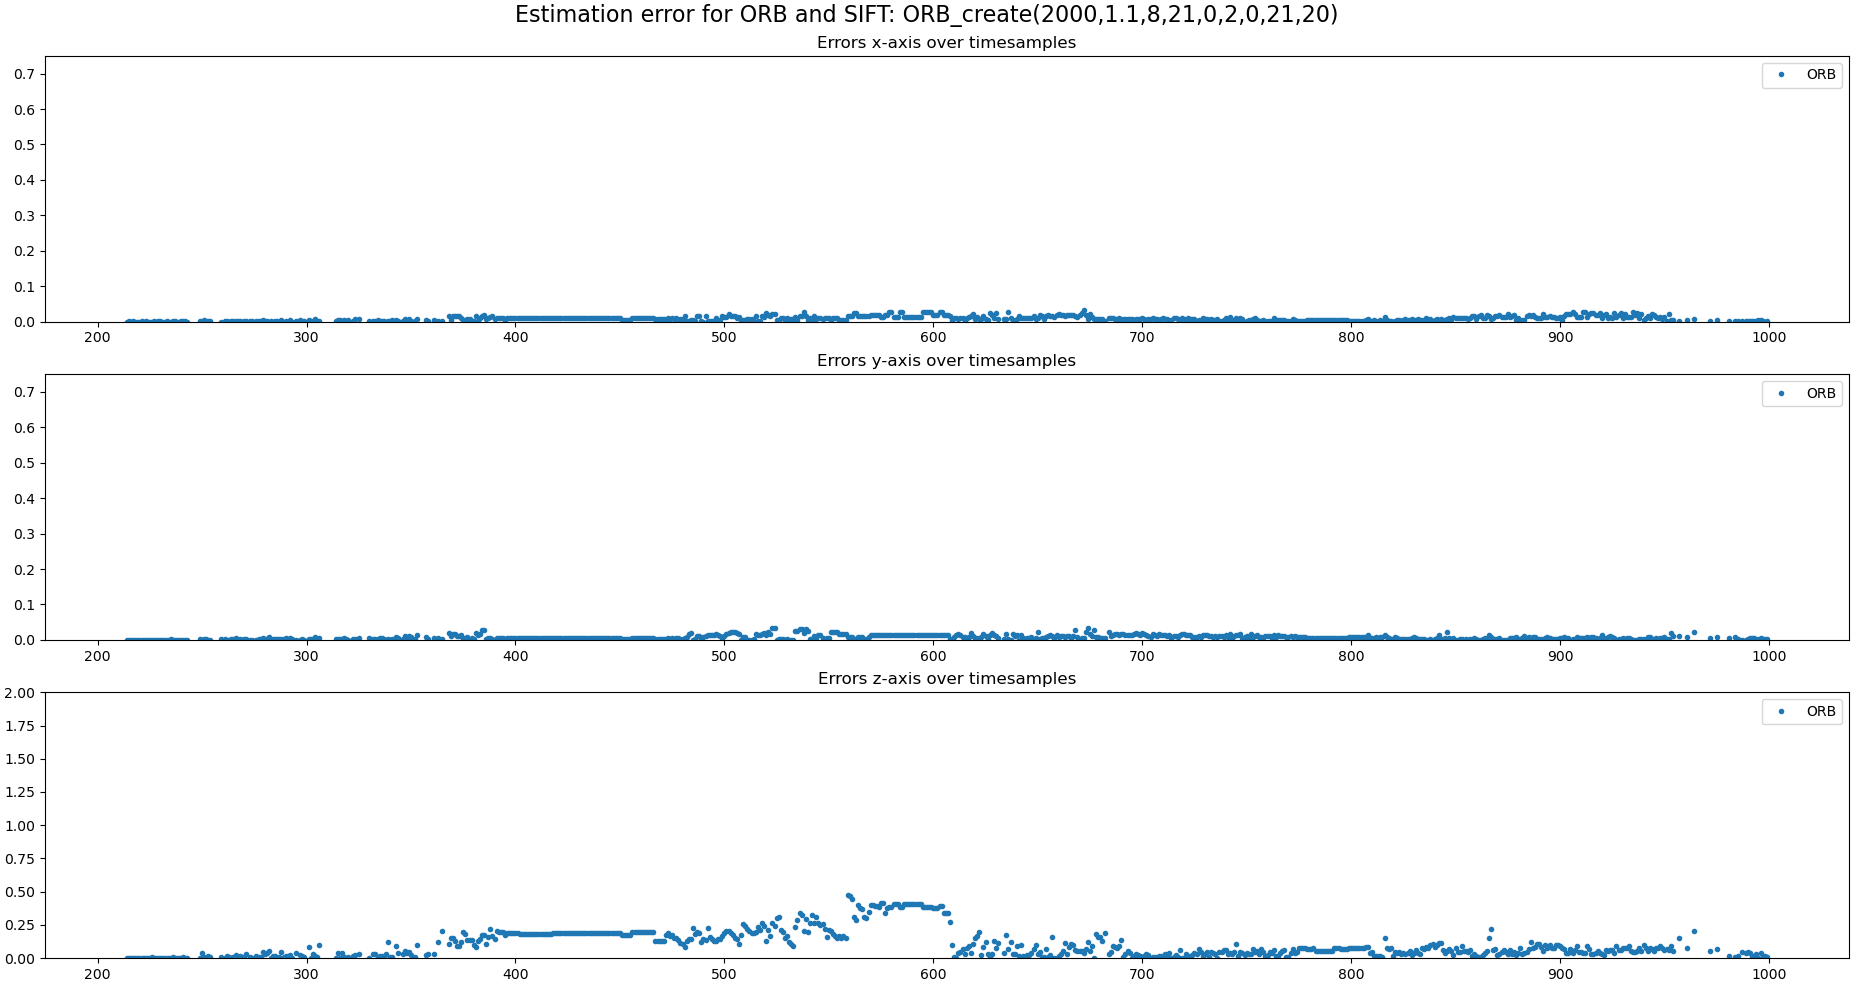 Estimation error for ORB and SIFT: ORB_create(2000,1.1,8,21,0,2,0,21,20)
Errors x-axis over timesamples
0.7
0.6
0.5
0.4
0.3
0.2
0.1
0.0
ORB
200 300 400 500 600 700 800 900 1000
Errors y-axis over timesamples
0.7
0.6
0.5
0.4
0.3
0.2
0.1
0.0
ORB
200 300 400 500 600 700 800 900 1000
Errors z-axis over timesamples
2.00
1.75
1.50
1.25
1.00
0.75
0.50
0.25
0.00
ORB
200 300 400 500 600 700 800 900 1000